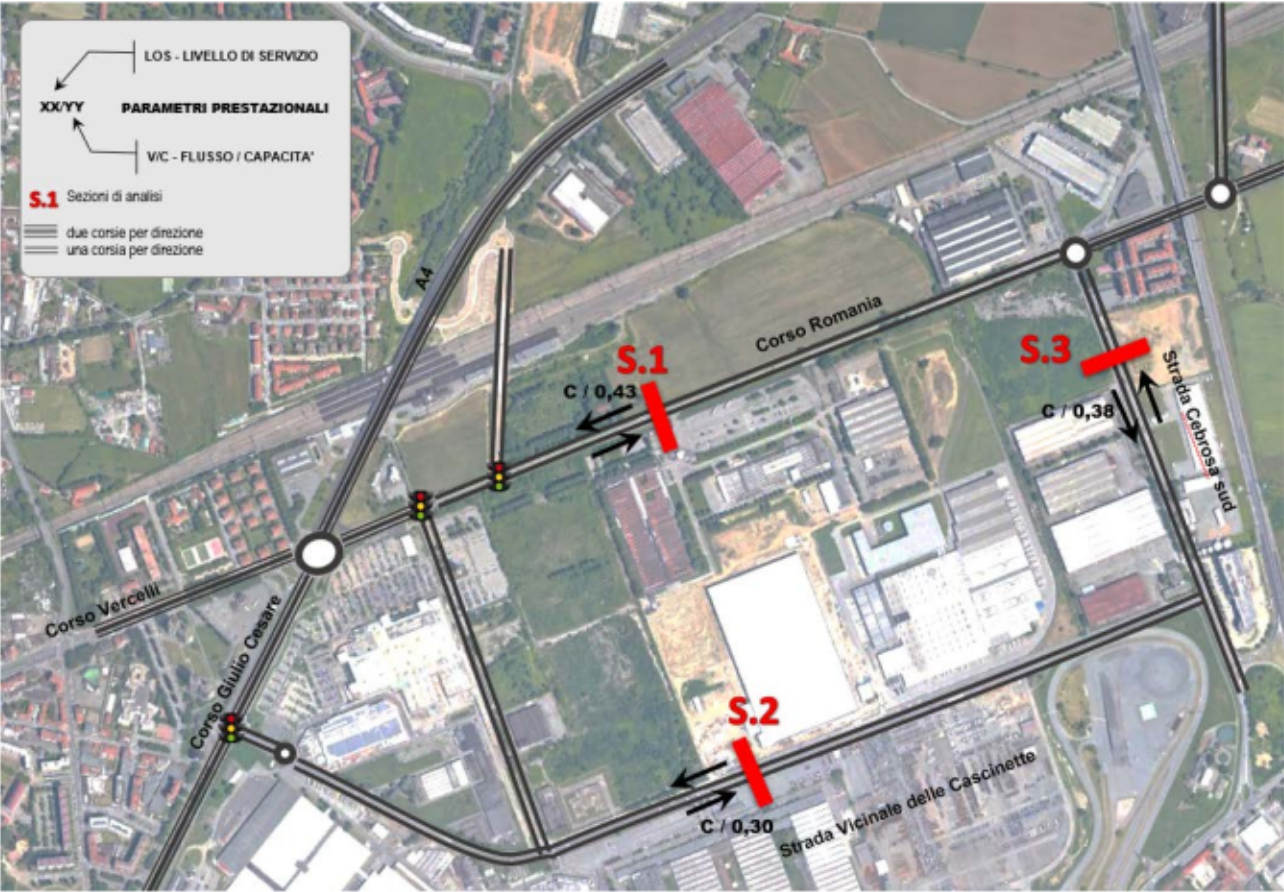 LOS - LIVELLO DI SERVIZIO
XX/YY
PARAMETRI PRESTAZIONALI
V/C - FLUSSO / CAPACITA'
S.1 Sezioni di analisi
due corsie per direzione
una corsia per direzione
A4
Corso Romania
S.1
C / 0,43
S.3
C / 0,38
Strada Cebrosa sud
Corso Vercelli
Corso Giulio Cesare
S.2
C / 0,30
Strada Vicinale delle Cascinette